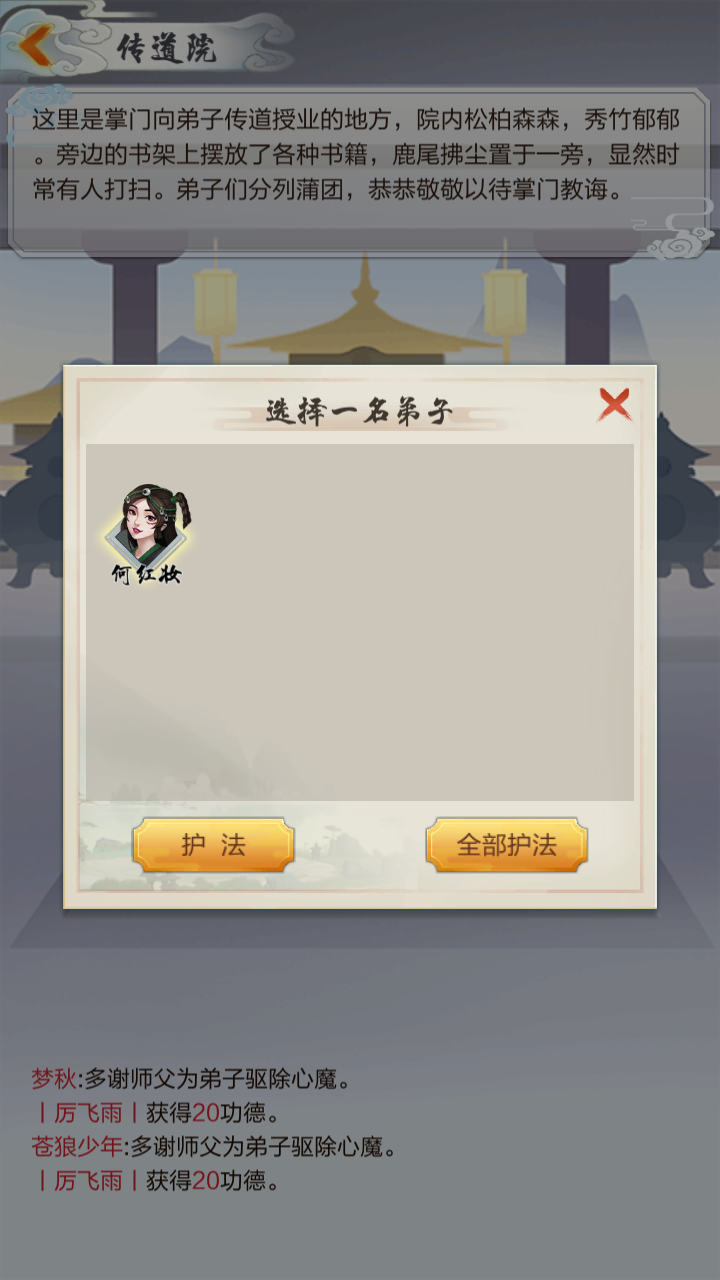 传道院
这里是掌门向弟子传道授业的地方，院内松柏森森，秀竹郁郁
。旁边的书架上摆放了各种书籍，鹿尾拂尘置于一旁，显然时
常有人打扫。弟子们分列蒲团，恭恭敬敬以待掌门教诲。
选择一名弟子
何红妆
护 法
全部护法
梦秋:多谢师父为弟子驱除心魔。
丨厉飞雨丨获得20功德。
苍狼少年:多谢师父为弟子驱除心魔。
丨厉飞雨丨获得20功德。